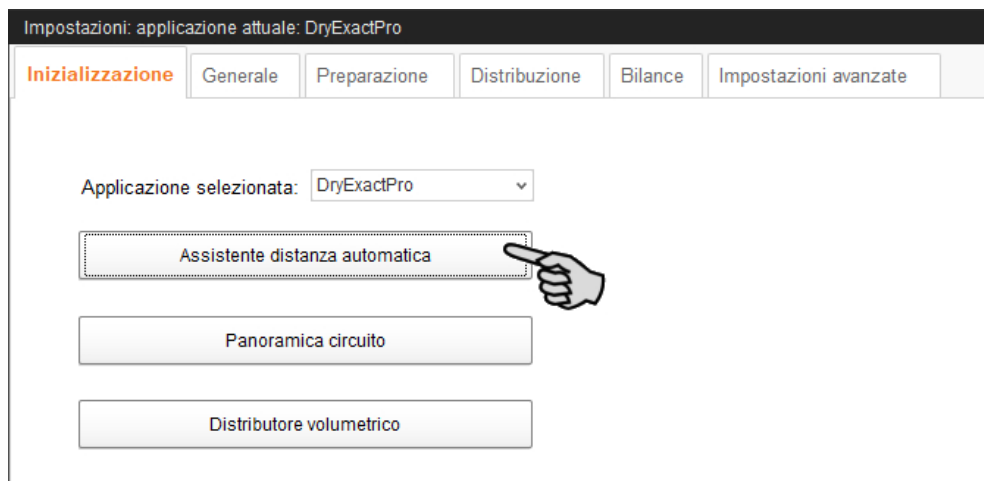 Impostazioni: applicazione attuale: DryExactPro
Inizializzazione Generale Preparazione Distribuzione Bilance Impostazioni avanzate
Applicazione selezionata: DryExactPro
Assistente distanza automatica
Panoramica circuito
Distributore volumetrico